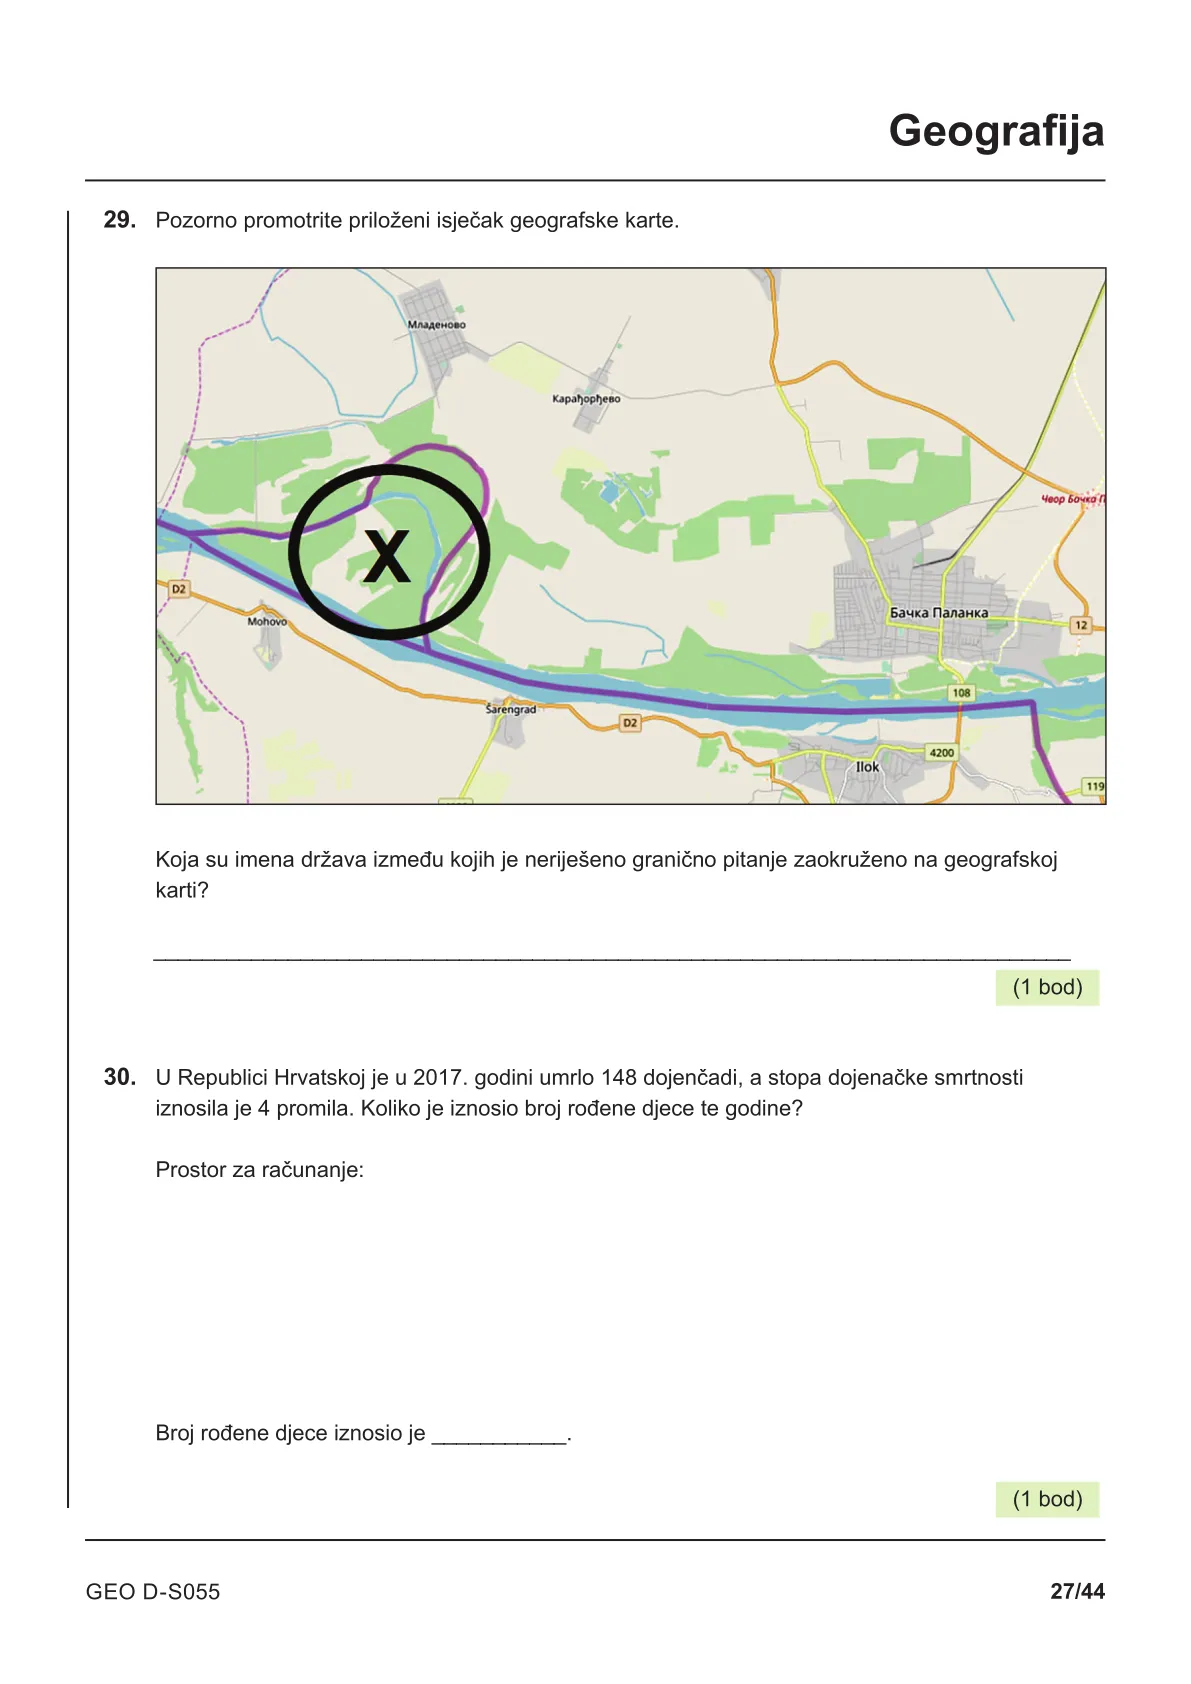 Geografija
29. Pozorno promotrite priloženi isječak geografske karte.
Младеново
Карађорђево
X
D2
Mohovo
Бачка Паланка
12
108
Šarengrad
D2
4200
Ilok
119
Koja su imena država između kojih je neriješeno granično pitanje zaokruženo na geografskoj
karti?
(1 bod)
30. U Republici Hrvatskoj je u 2017. godini umrlo 148 dojenčadi, a stopa dojenačke smrtnosti
iznosila je 4 promila. Koliko je iznosio broj rođene djece te godine?
Prostor za računanje:
Broj rođene djece iznosio je ___________.
(1 bod)
GEO D-S055
27/44